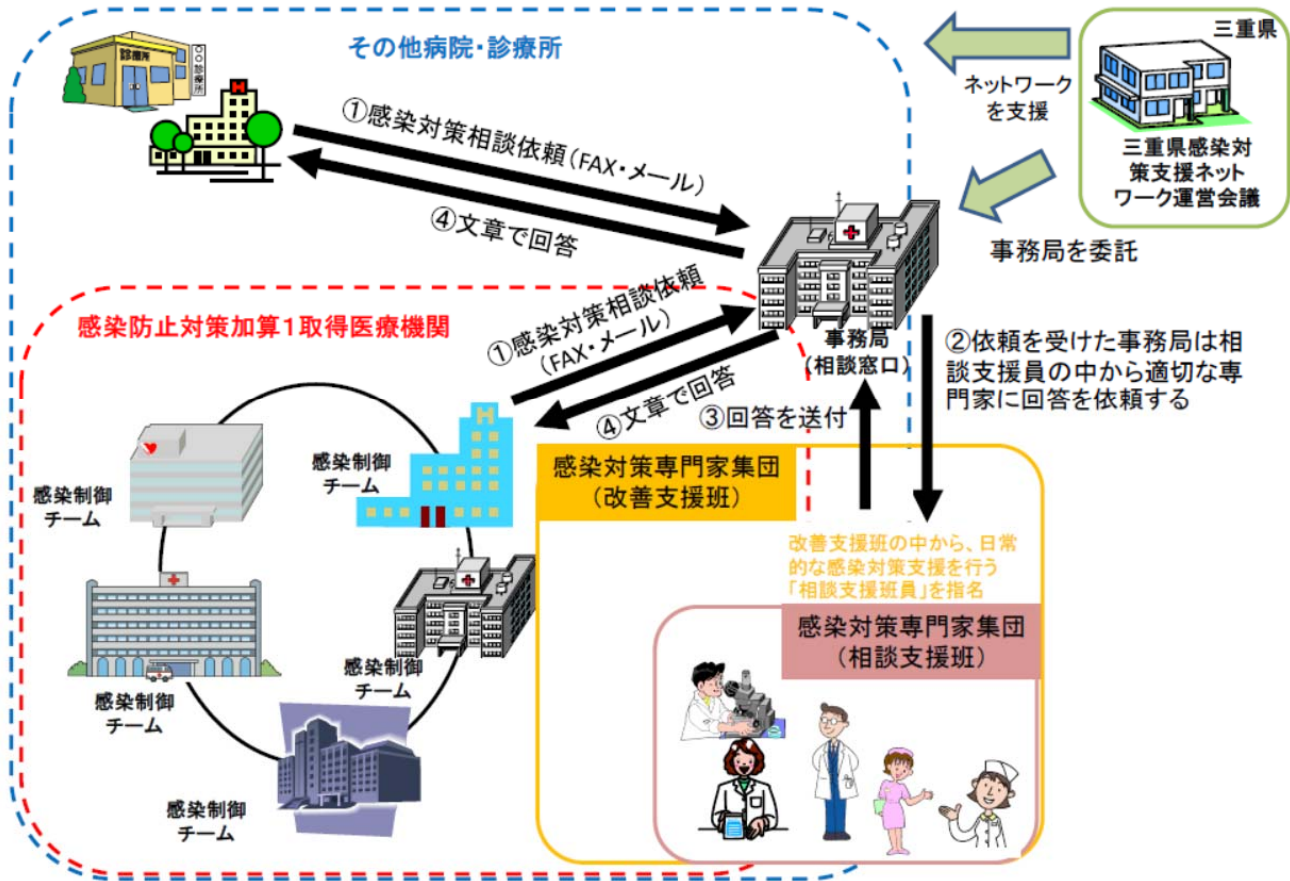 その他病院・診療所
診療所
〇〇診療所
三重県
ネットワーク
を支援
三重県感染対
策支援ネット
ワーク運営会議
事務局を委託
①感染対策相談依頼(FAX・メール)
④文章で回答
感染防止対策加算1取得医療機関
①感染対策相談依頼
(FAX・メール)
④文章で回答
事務局
(相談窓口)
②依頼を受けた事務局は相
談支援員の中から適切な専
門家に回答を依頼する
③回答を送付
H
H
感染制御
チーム
感染制御
チーム
感染制御
チーム
感染制御
チーム
感染制御
チーム
感染対策専門家集団
(改善支援班)
改善支援班の中から、日常
的な感染対策支援を行う
「相談支援班員」を指名
感染対策専門家集団
(相談支援班)